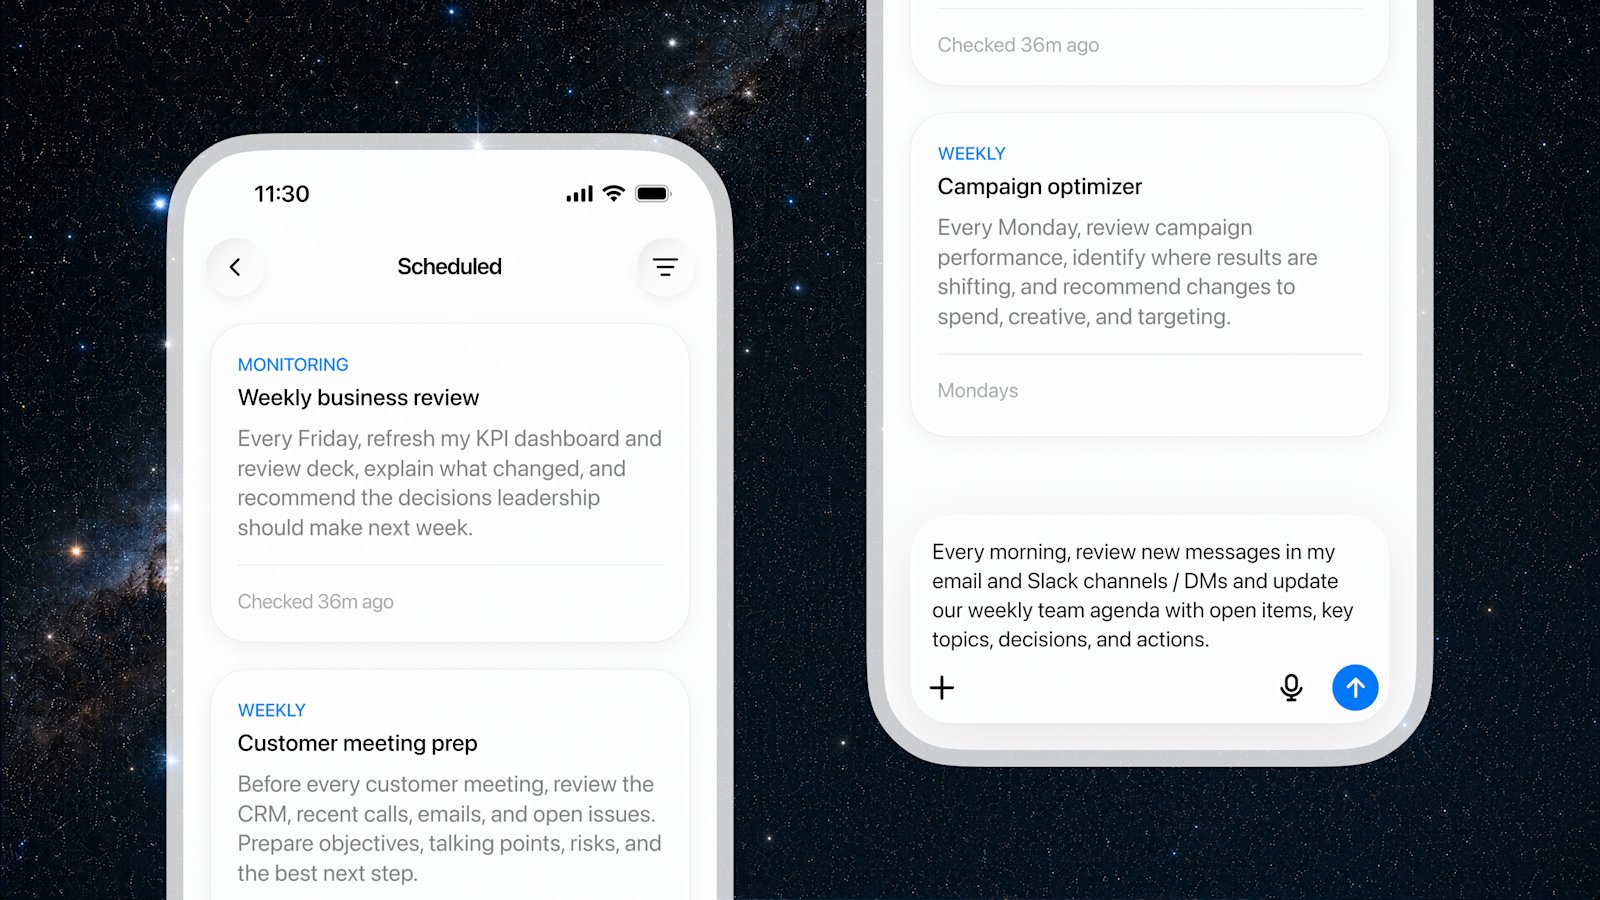 11:30
Scheduled
MONITORING
Weekly business review
Every Friday, refresh my KPI dashboard and
review deck, explain what changed, and
recommend the decisions leadership
should make next week.
Checked 36m ago
WEEKLY
Customer meeting prep
Before every customer meeting, review the
CRM, recent calls, emails, and open issues.
Prepare objectives, talking points, risks, and
the best next step.
Checked 36m ago
WEEKLY
Campaign optimizer
Every Monday, review campaign
performance, identify where results are
shifting, and recommend changes to
spend, creative, and targeting.
Mondays
Every morning, review new messages in my
email and Slack channels / DMs and update
our weekly team agenda with open items, key
topics, decisions, and actions.